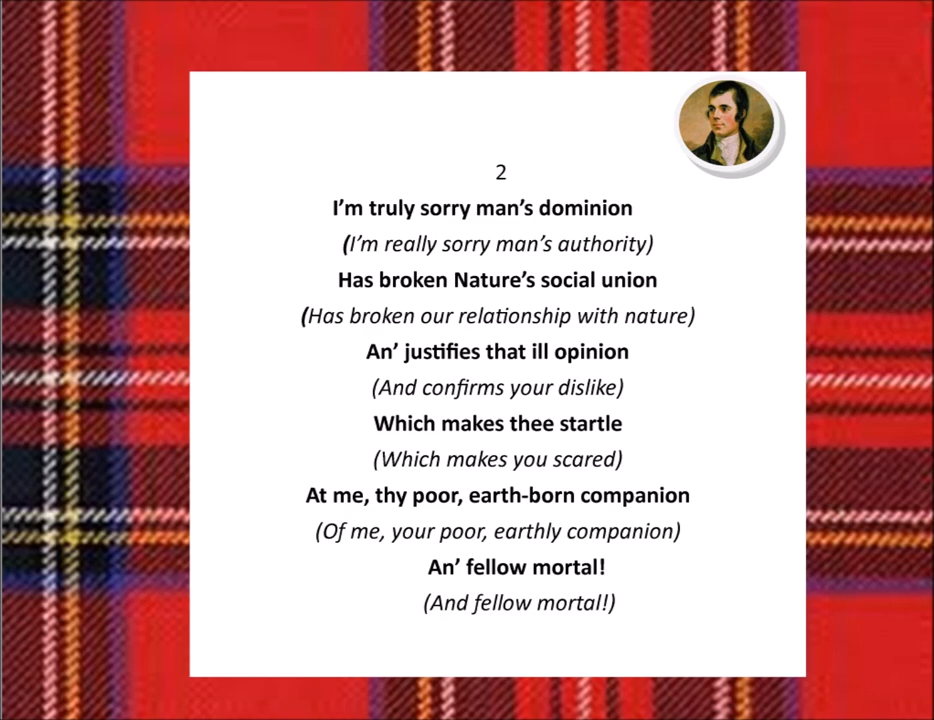 2
I’m truly sorry man’s dominion
(I’m really sorry man’s authority)
Has broken Nature’s social union
(Has broken our relationship with nature)
An’ justifies that ill opinion
(And confirms your dislike)
Which makes thee startle
(Which makes you scared)
At me, thy poor, earth-born companion
(Of me, your poor, earthly companion)
An’ fellow mortal!
(And fellow mortal!)